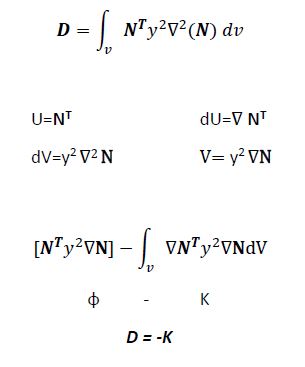 D = ∫ᵥ Nᵀy²∇²(N) dv
U=Nᵀ dU=∇ Nᵀ
dV=y² ∇² N V= y² ∇N
[Nᵀy²∇N] − ∫ᵥ ∇Nᵀy²∇NdV
ϕ - K
D = -K